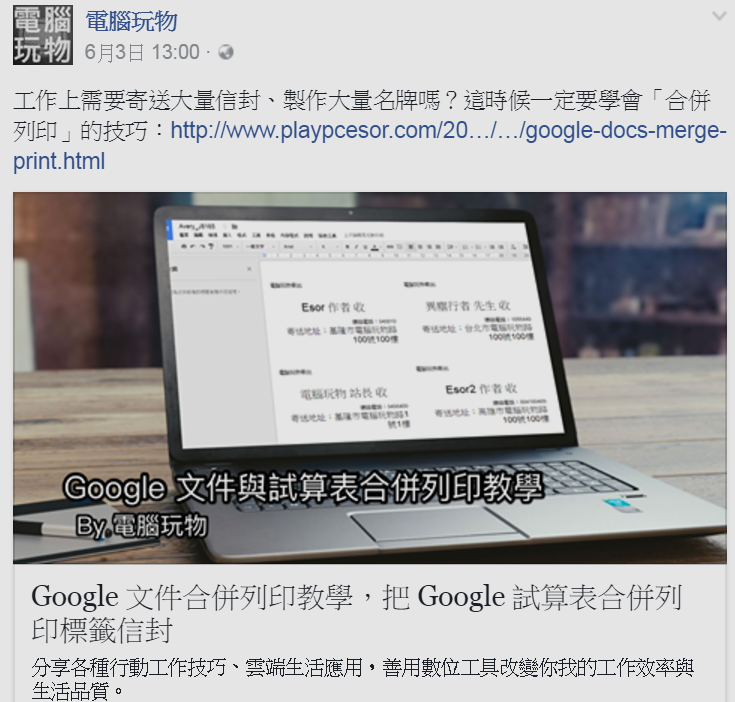 電腦
玩物
電腦玩物
6月3日 13:00 ·
工作上需要寄送大量信封、製作大量名牌嗎？這時候一定要學會「合併
列印」的技巧：http://www.playpcesor.com/20…/…/google-docs-merge-
print.html
Esor 作者 收
寄送地址：基隆市電腦玩物路
100號100樓
異塵行者 先生 收
寄送地址：台北市電腦玩物路
100號100樓
電腦玩物 站長 收
寄送地址：基隆市電腦玩物路1
號1樓
Esor2 作者 收
寄送地址：高雄市電腦玩物路
100號100樓
Google 文件與試算表合併列印教學
By 電腦玩物
Google 文件合併列印教學，把 Google 試算表合併列
印標籤信封
分享各種行動工作技巧、雲端生活應用，善用數位工具改變你我的工作效率與
生活品質。